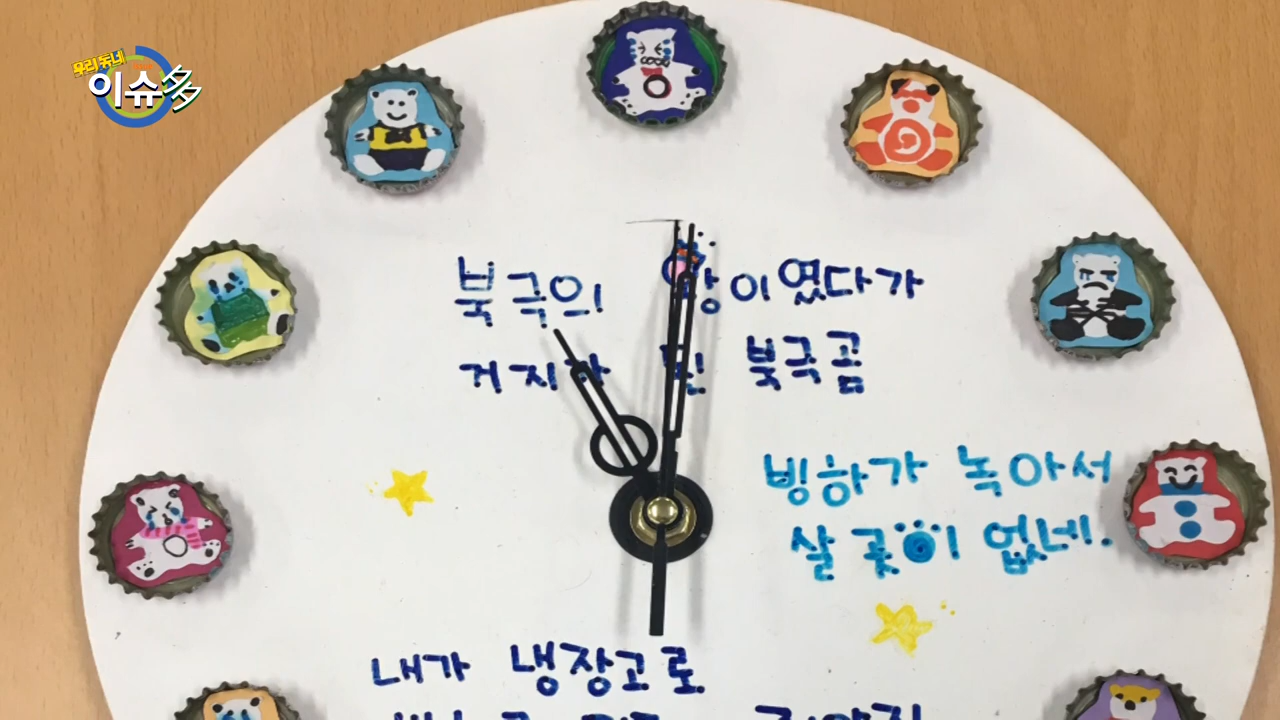 우리동네
이슈多
북극의 왕이였다가
거지가 된 북극곰
빙하가 녹아서
살 곳이 없네.
내가 냉장고로